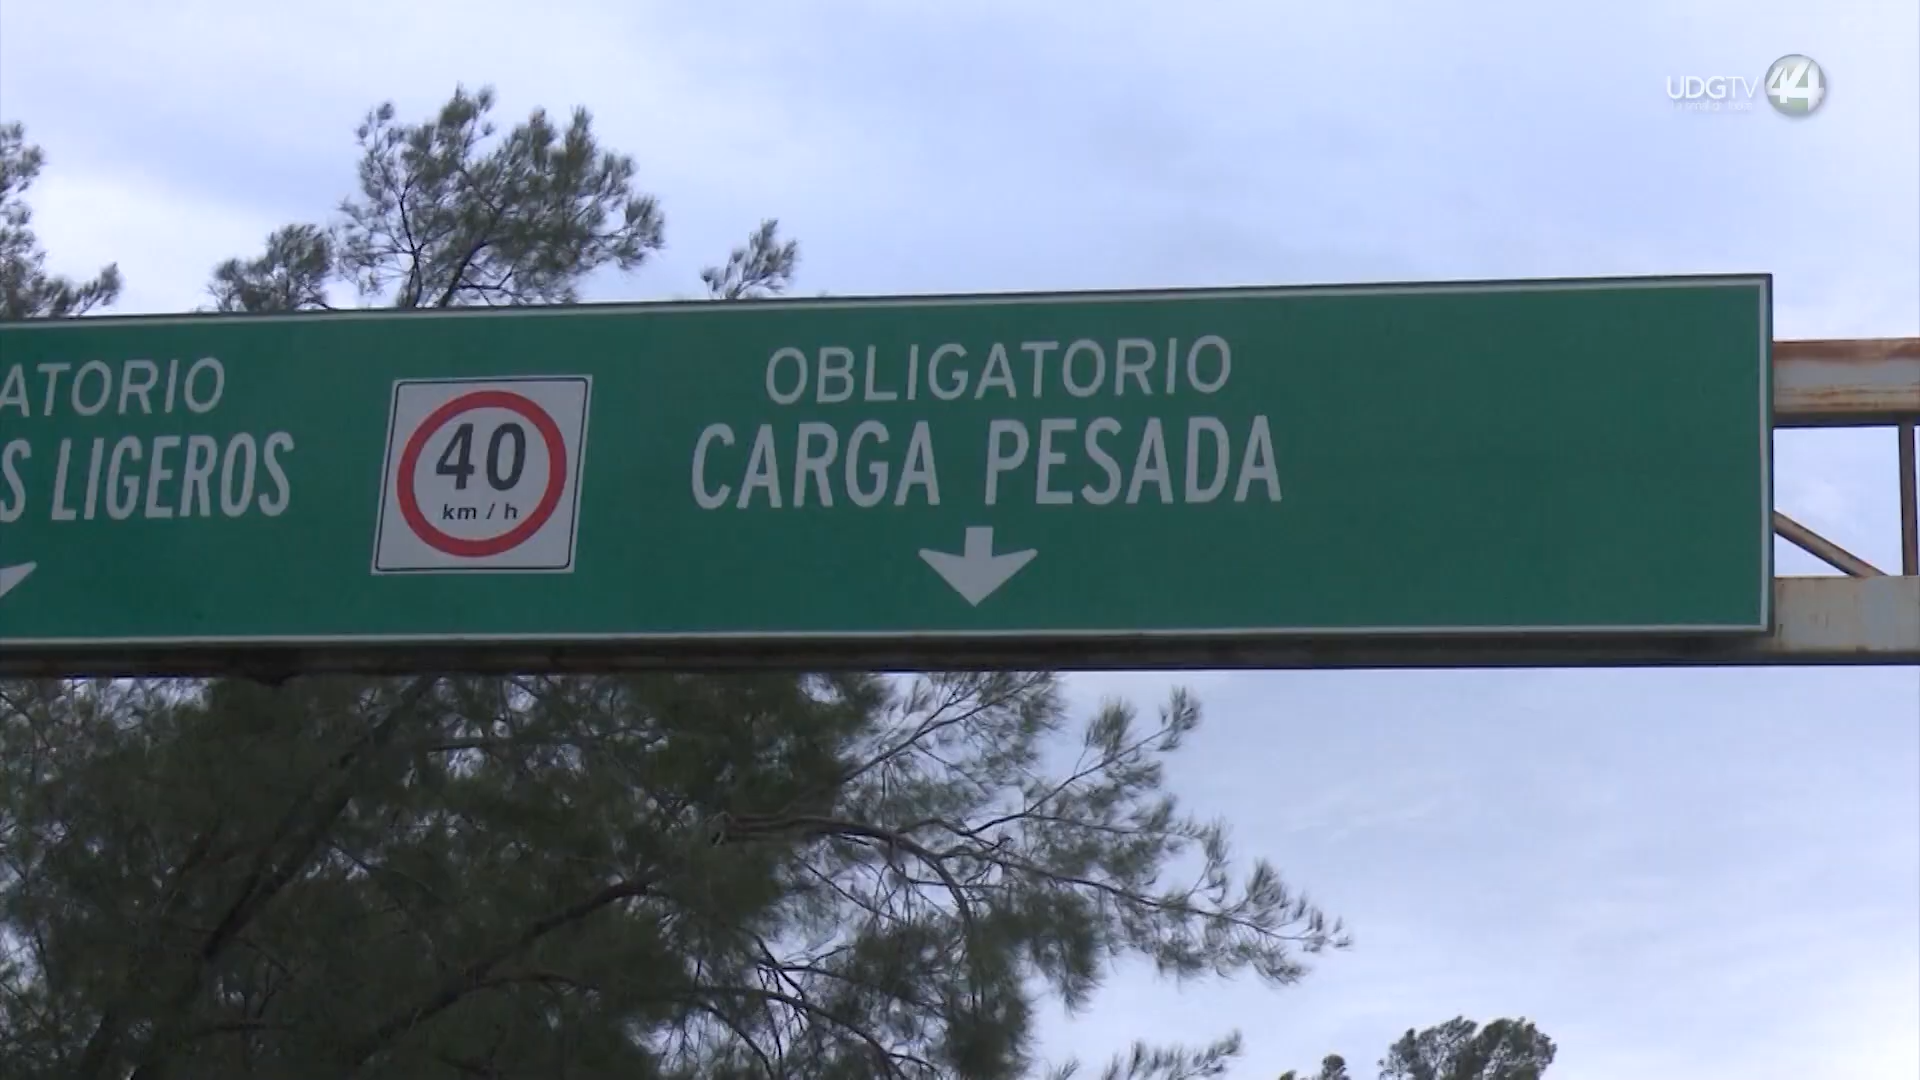 UDGTV 44
ATORIO
S LIGEROS
40
km/h
OBLIGATORIO
CARGA PESADA